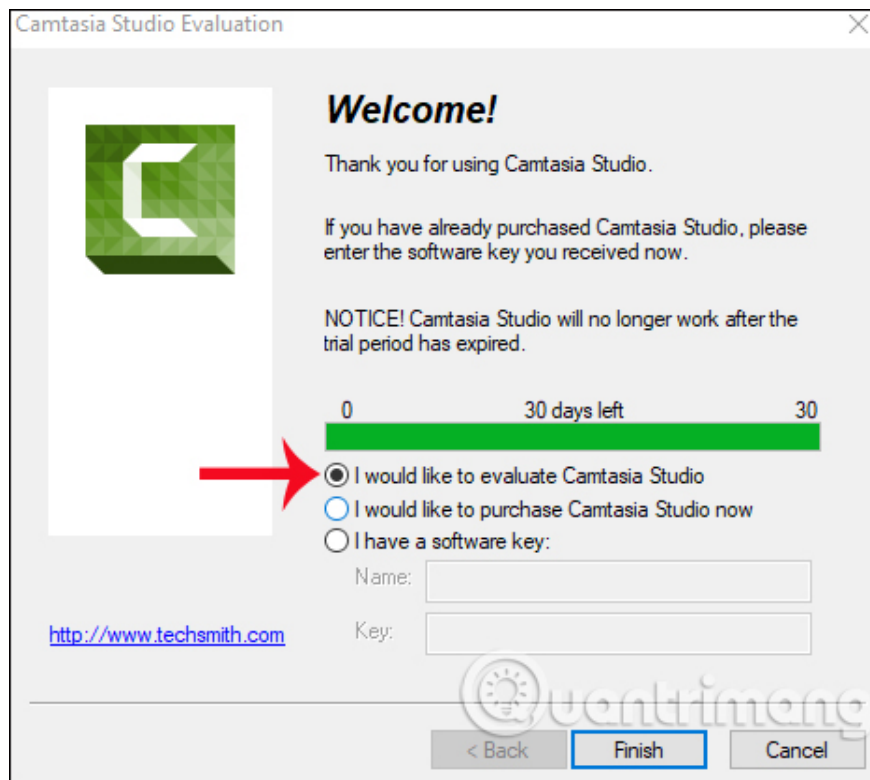 Camtasia Studio Evaluation
Welcome!
Thank you for using Camtasia Studio.
If you have already purchased Camtasia Studio, please
enter the software key you received now.
NOTICE! Camtasia Studio will no longer work after the
trial period has expired.
0 30 days left 30
I would like to evaluate Camtasia Studio
I would like to purchase Camtasia Studio now
I have a software key:
Name:
Key:
http://www.techsmith.com
Quantrimang
< Back Finish Cancel